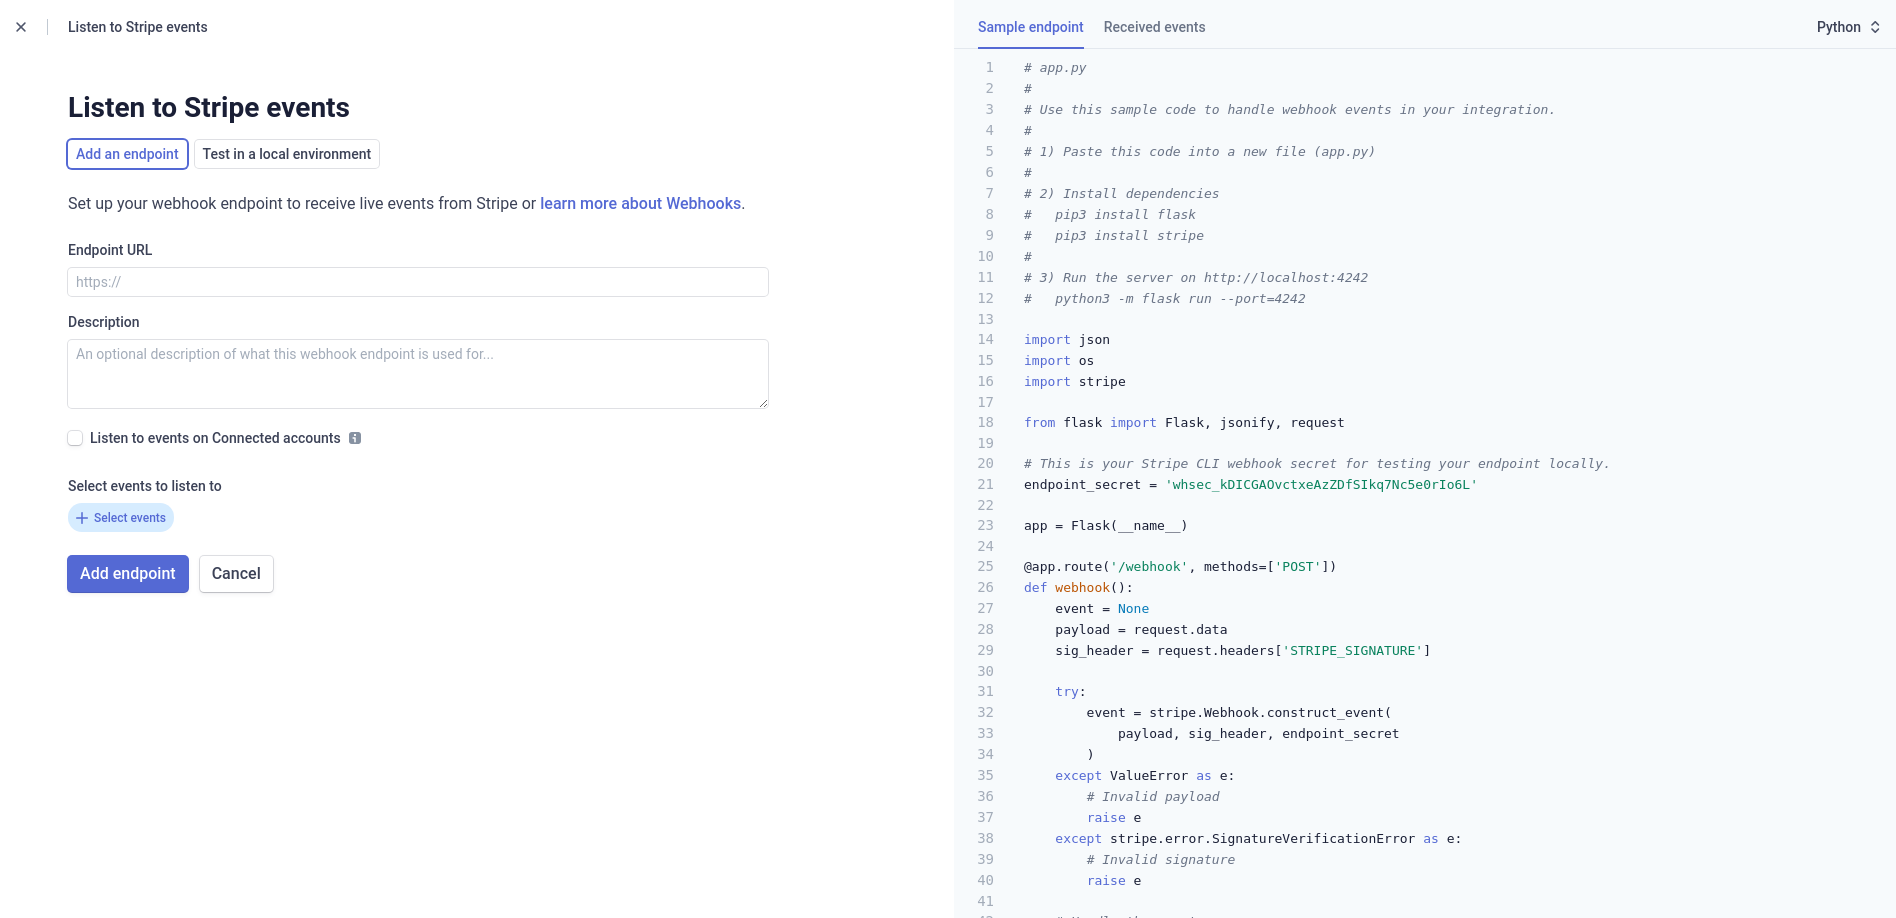 Listen to Stripe events
Listen to Stripe events
Add an endpoint
Test in a local environment
Set up your webhook endpoint to receive live events from Stripe or learn more about Webhooks.
Endpoint URL
https://
Description
An optional description of what this webhook endpoint is used for...
Listen to events on Connected accounts
Select events to listen to
Select events
Add endpoint
Cancel
Sample endpoint
Received events
Python
1 # app.py
2 #
3 # Use this sample code to handle webhook events in your integration.
4 #
5 # 1) Paste this code into a new file (app.py)
6 #
7 # 2) Install dependencies
8 #   pip3 install flask
9 #   pip3 install stripe
10 #
11 # 3) Run the server on http://localhost:4242
12 #   python3 -m flask run --port=4242
13
14 import json
15 import os
16 import stripe
17
18 from flask import Flask, jsonify, request
19
20 # This is your Stripe CLI webhook secret for testing your endpoint locally.
21 endpoint_secret = 'whsec_kDICGAOvctxeAzZDfSIkq7Nc5e0rIo6L'
22
23 app = Flask(__name__)
24
25 @app.route('/webhook', methods=['POST'])
26 def webhook():
27     event = None
28     payload = request.data
29     sig_header = request.headers['STRIPE_SIGNATURE']
30
31     try:
32         event = stripe.Webhook.construct_event(
33             payload, sig_header, endpoint_secret
34         )
35     except ValueError as e:
36         # Invalid payload
37         raise e
38     except stripe.error.SignatureVerificationError as e:
39         # Invalid signature
40         raise e
41